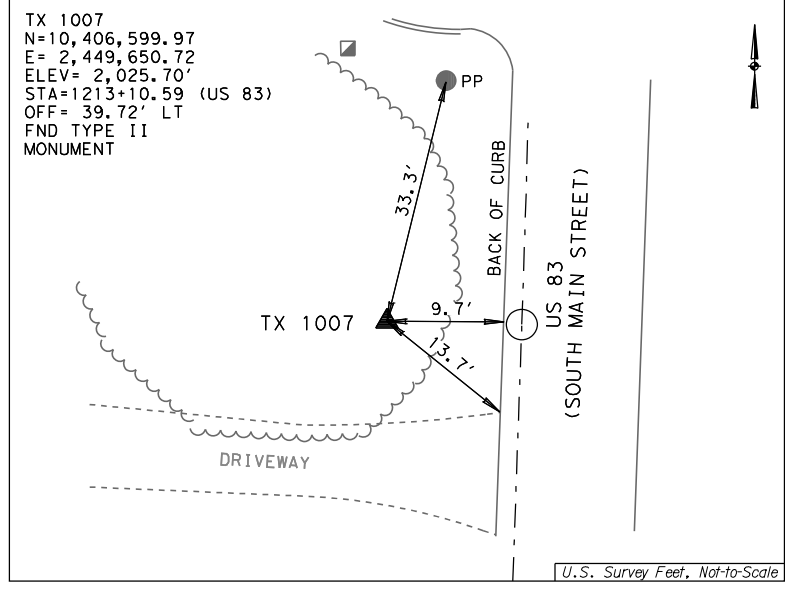 TX 1007
N=10,406,599.97
E= 2,449,650.72
ELEV= 2,025.70'
STA=1213+10.59 (US 83)
OFF= 39.72' LT
FND TYPE II
MONUMENT
PP
33.3'
BACK OF CURB
US 83
(SOUTH MAIN STREET)
TX 1007
9.7'
13.7'
DRIVEWAY
U.S. Survey Feet, Not-to-Scale